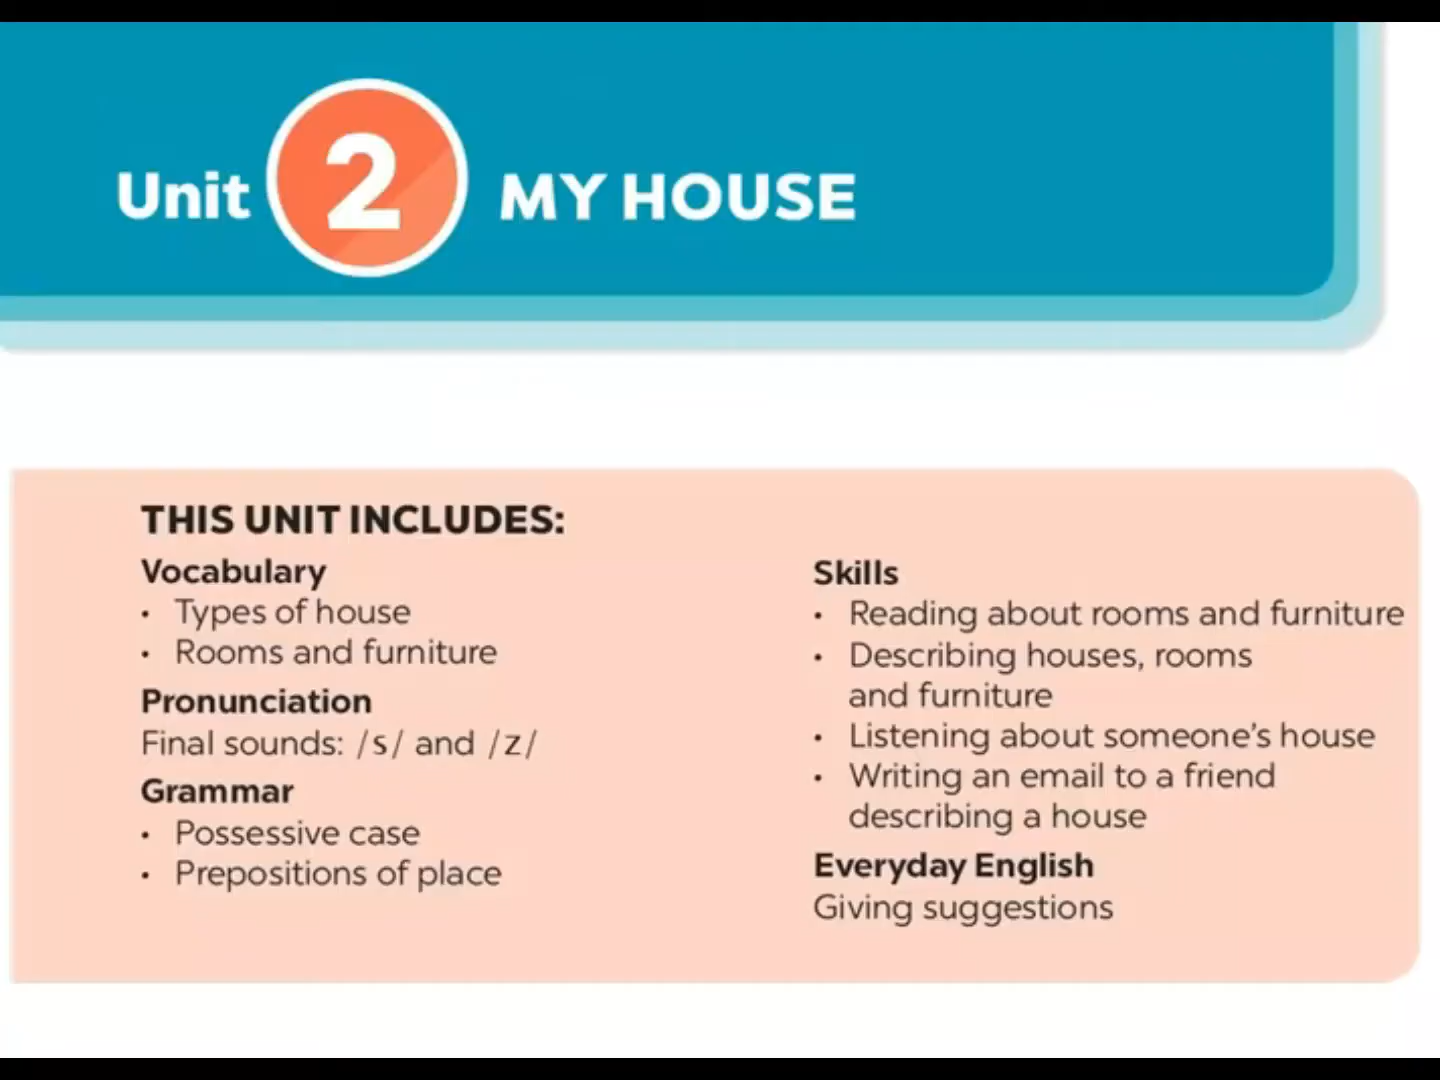 Unit 2 MY HOUSE
THIS UNIT INCLUDES:
Vocabulary
• Types of house
• Rooms and furniture
Pronunciation
Final sounds: /s/ and /z/
Grammar
• Possessive case
• Prepositions of place
Skills
• Reading about rooms and furniture
• Describing houses, rooms
and furniture
• Listening about someone's house
• Writing an email to a friend
describing a house
Everyday English
Giving suggestions